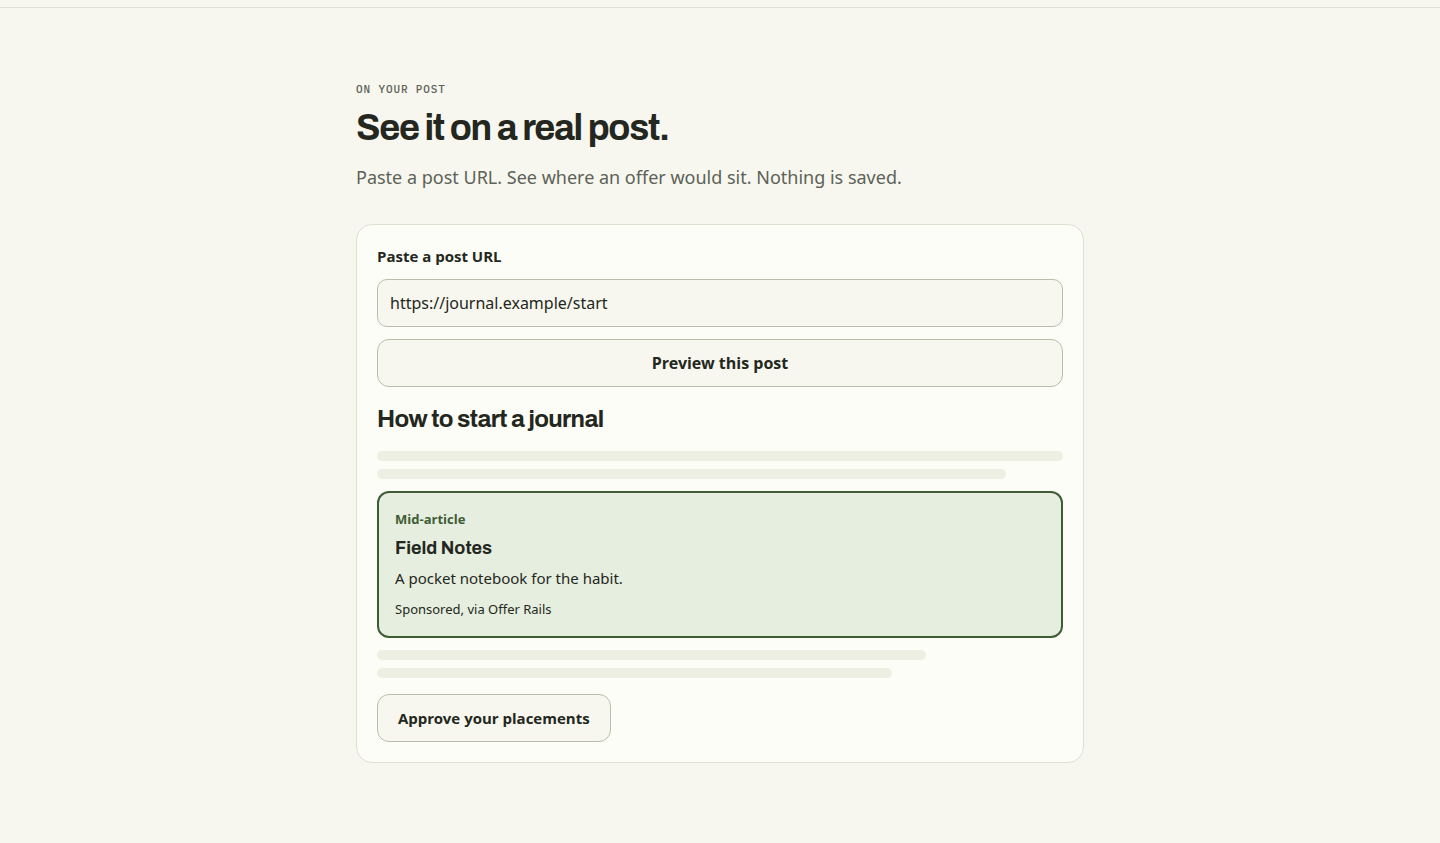 ON YOUR POST
See it on a real post.
Paste a post URL. See where an offer would sit. Nothing is saved.
Paste a post URL
https://journal.example/start
Preview this post
How to start a journal
Mid-article
Field Notes
A pocket notebook for the habit.
Sponsored, via Offer Rails
Approve your placements